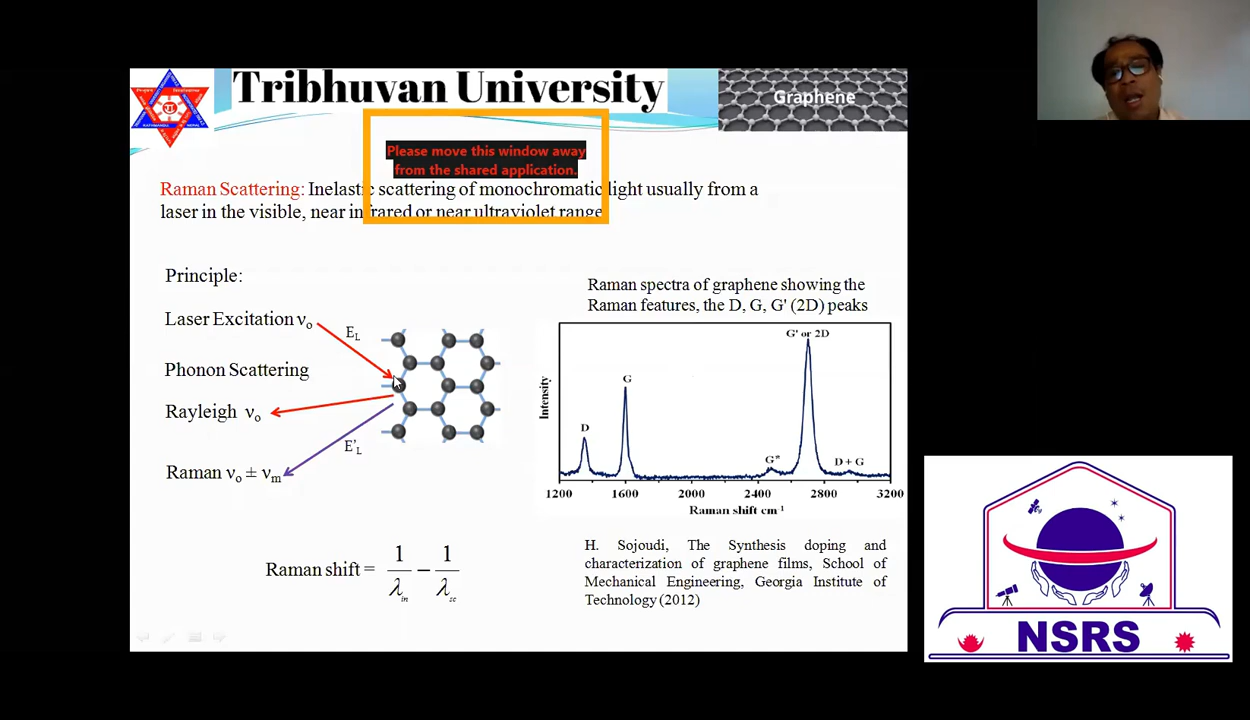 Tribhuvan University
Graphene
Please move this window away
from the shared application.
Raman Scattering: Inelastic scattering of monochromatic light usually from a
laser in the visible, near infrared or near ultraviolet range
Principle:
Laser Excitation νo
EL
Phonon Scattering
Rayleigh νo
E'L
Raman νo ± νm
Raman shift = 1/λin − 1/λsc
Raman spectra of graphene showing the
Raman features, the D, G, G' (2D) peaks
G' or 2D
G
D
G*
D + G
Intensity
1200 1600 2000 2400 2800 3200
Raman shift cm-1
H. Sojoudi, The Synthesis doping and
characterization of graphene films, School of
Mechanical Engineering, Georgia Institute of
Technology (2012)
NSRS